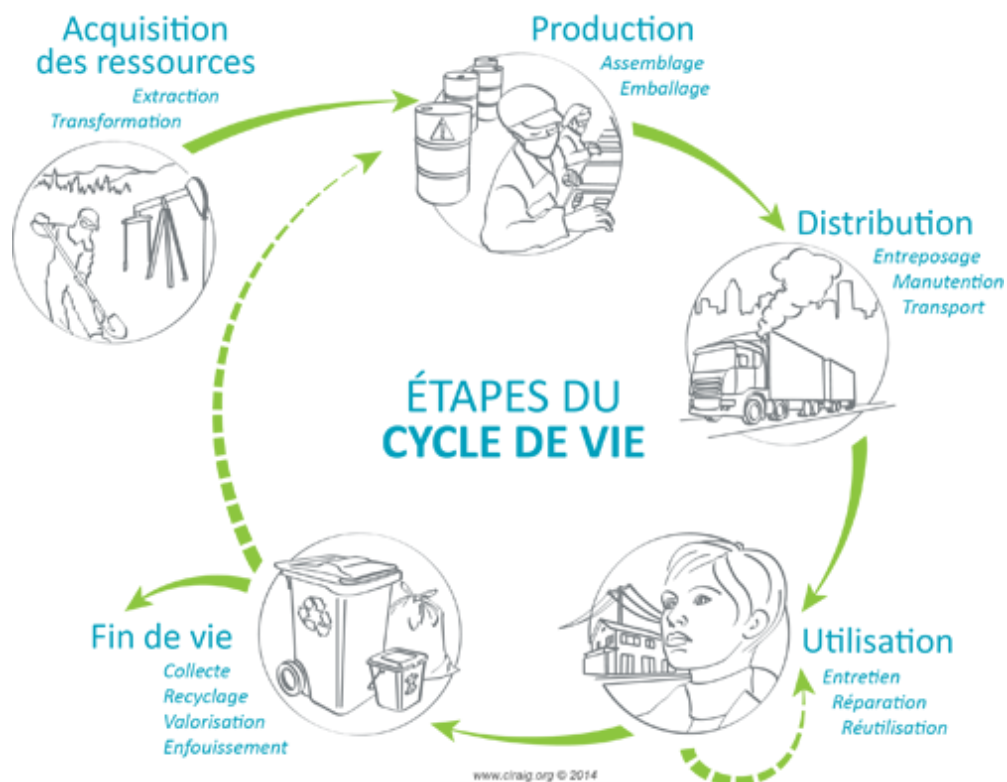 Acquisition
des ressources
Extraction
Transformation
Production
Assemblage
Emballage
Distribution
Entreposage
Manutention
Transport
ÉTAPES DU
CYCLE DE VIE
Utilisation
Entretien
Réparation
Réutilisation
Fin de vie
Collecte
Recyclage
Valorisation
Enfouissement
www.ciraig.org © 2014